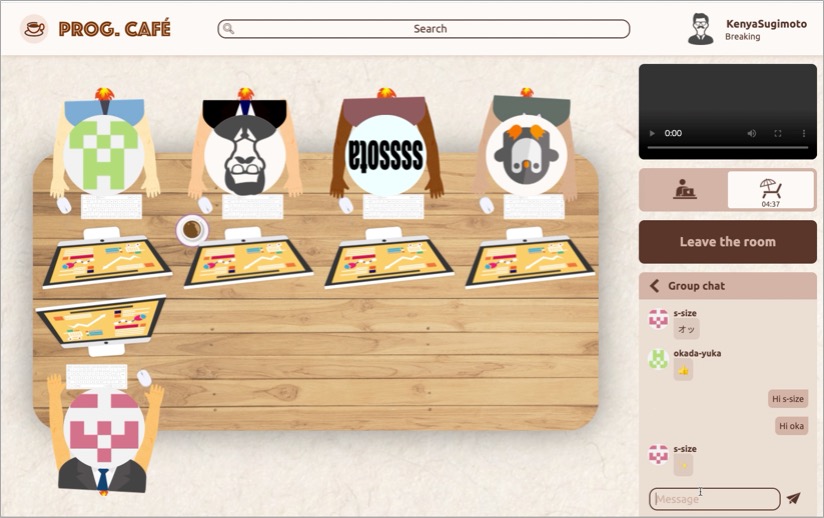 PROG. CAFÉ
Search
KenyaSugimoto
Breaking
sssosota
0:00
04:37
Leave the room
Group chat
s-size
オッ
okada-yuka
👍
Hi s-size
Hi oka
s-size
Message